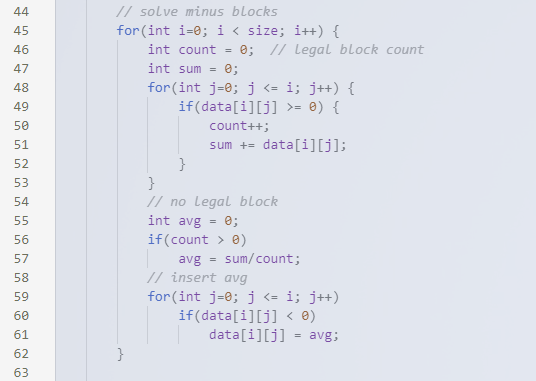 44 // solve minus blocks
45 for(int i=0; i < size; i++) {
46 int count = 0;  // legal block count
47 int sum = 0;
48 for(int j=0; j <= i; j++) {
49 if(data[i][j] >= 0) {
50 count++;
51 sum += data[i][j];
52 }
53 }
54 // no legal block
55 int avg = 0;
56 if(count > 0)
57 avg = sum/count;
58 // insert avg
59 for(int j=0; j <= i; j++)
60 if(data[i][j] < 0)
61 data[i][j] = avg;
62 }
63